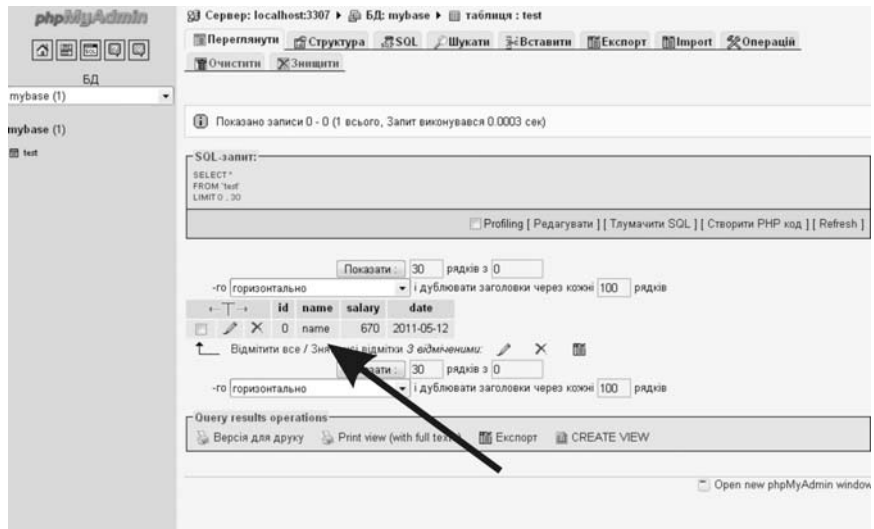 phpMyAdmin
БД
mybase (1)
mybase (1)
test
Сервер: localhost:3307 ▸ БД: mybase ▸ таблиця : test
Переглянути Структура SQL Шукати Вставити Експорт Import Операцій
Очистити Знищити
Показано записи 0 - 0 (1 всього, Запит виконувався 0.0003 сек)
SQL-запит:
SELECT *
FROM `test`
LIMIT 0 , 30
Profiling [ Редагувати ] [ Тлумачити SQL ] [ Створити PHP код ] [ Refresh ]
Показати : 30 рядків з 0
-го горизонтально і дублювати заголовки через кожні 100 рядків
←T→ id name salary date
0 name 670 2011-05-12
Відмітити все / відмітки З відміченими:
30 рядків з 0
-го горизонтально і дублювати заголовки через кожні 100 рядків
Query results operations
Версія для друку Print view (with full Експорт CREATE VIEW
Open new phpMyAdmin window